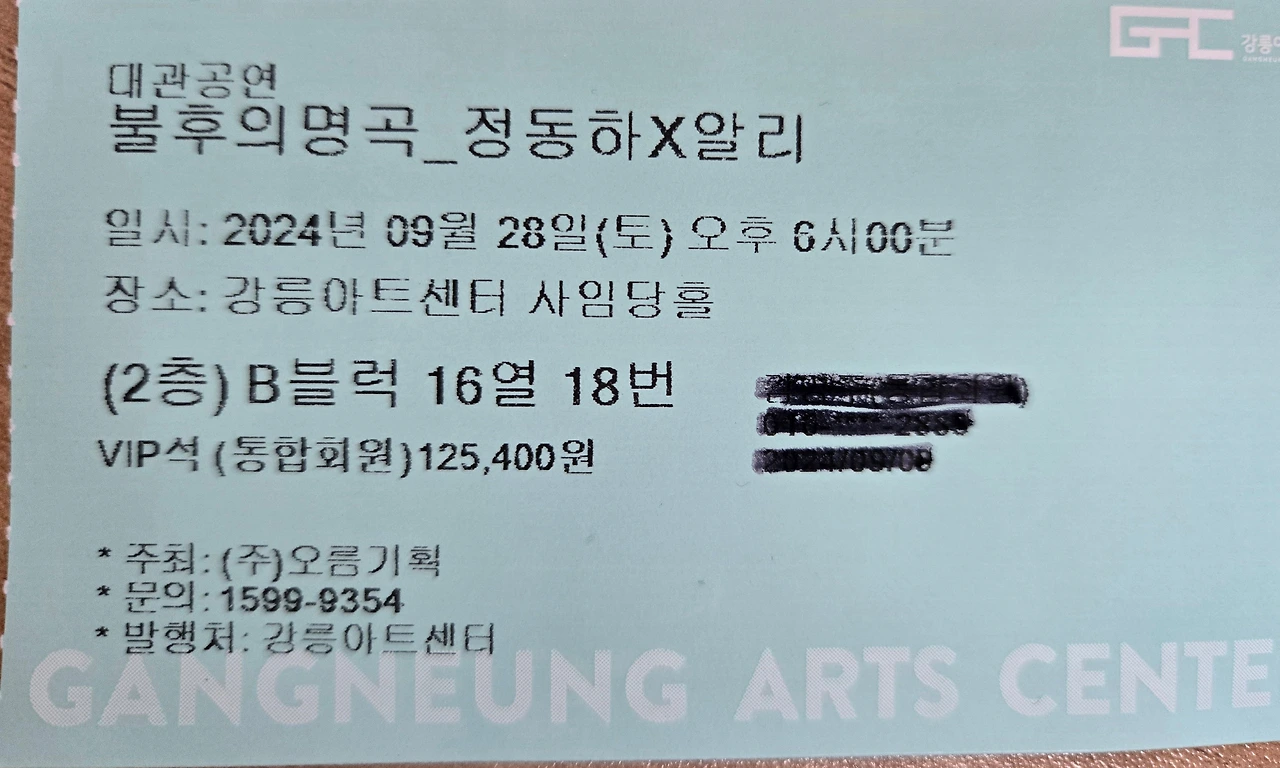 GAC 강릉
대관공연
불후의명곡_정동하X알리
일시: 2024년 09월 28일(토) 오후 6시00분
장소: 강릉아트센터 사임당홀
(2층) B블럭 16열 18번
VIP석 (통합회원)125,400원
* 주최: (주)오름기획
* 문의: 1599-9354
* 발행처: 강릉아트센터
GANGNEUNG ARTS CENTE